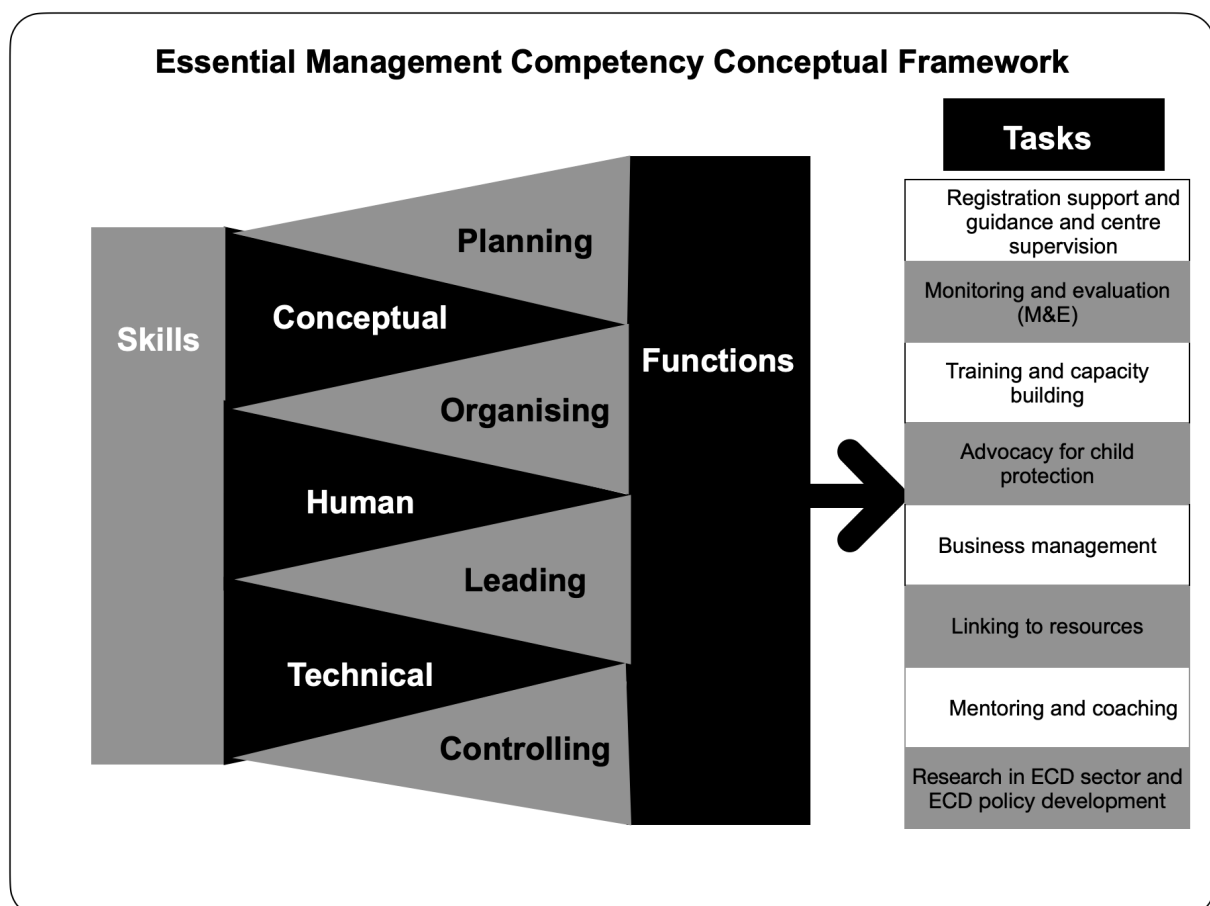 Essential Management Competency Conceptual Framework
Skills
Conceptual
Human
Technical
Planning
Organising
Leading
Controlling
Functions
Tasks
Registration support and
guidance and centre
supervision
Monitoring and evaluation
(M&E)
Training and capacity
building
Advocacy for child
protection
Business management
Linking to resources
Mentoring and coaching
Research in ECD sector and
ECD policy development